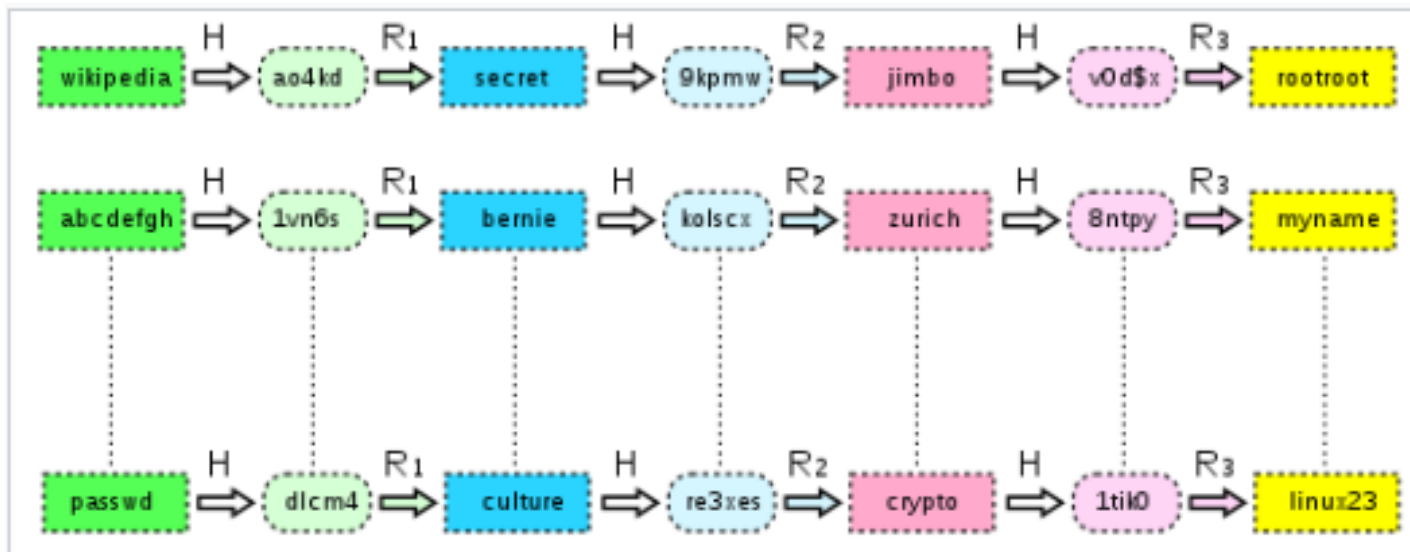 H R1 H R2 H R3
wikipedia ao4kd secret 9kpmw jimbo v0d$x rootroot
H R1 H R2 H R3
abcdefgh 1vn6s bernie kolscx zurich 8ntpy myname
H R1 H R2 H R3
passwd dlcm4 culture re3xes crypto 1tik0 linux23